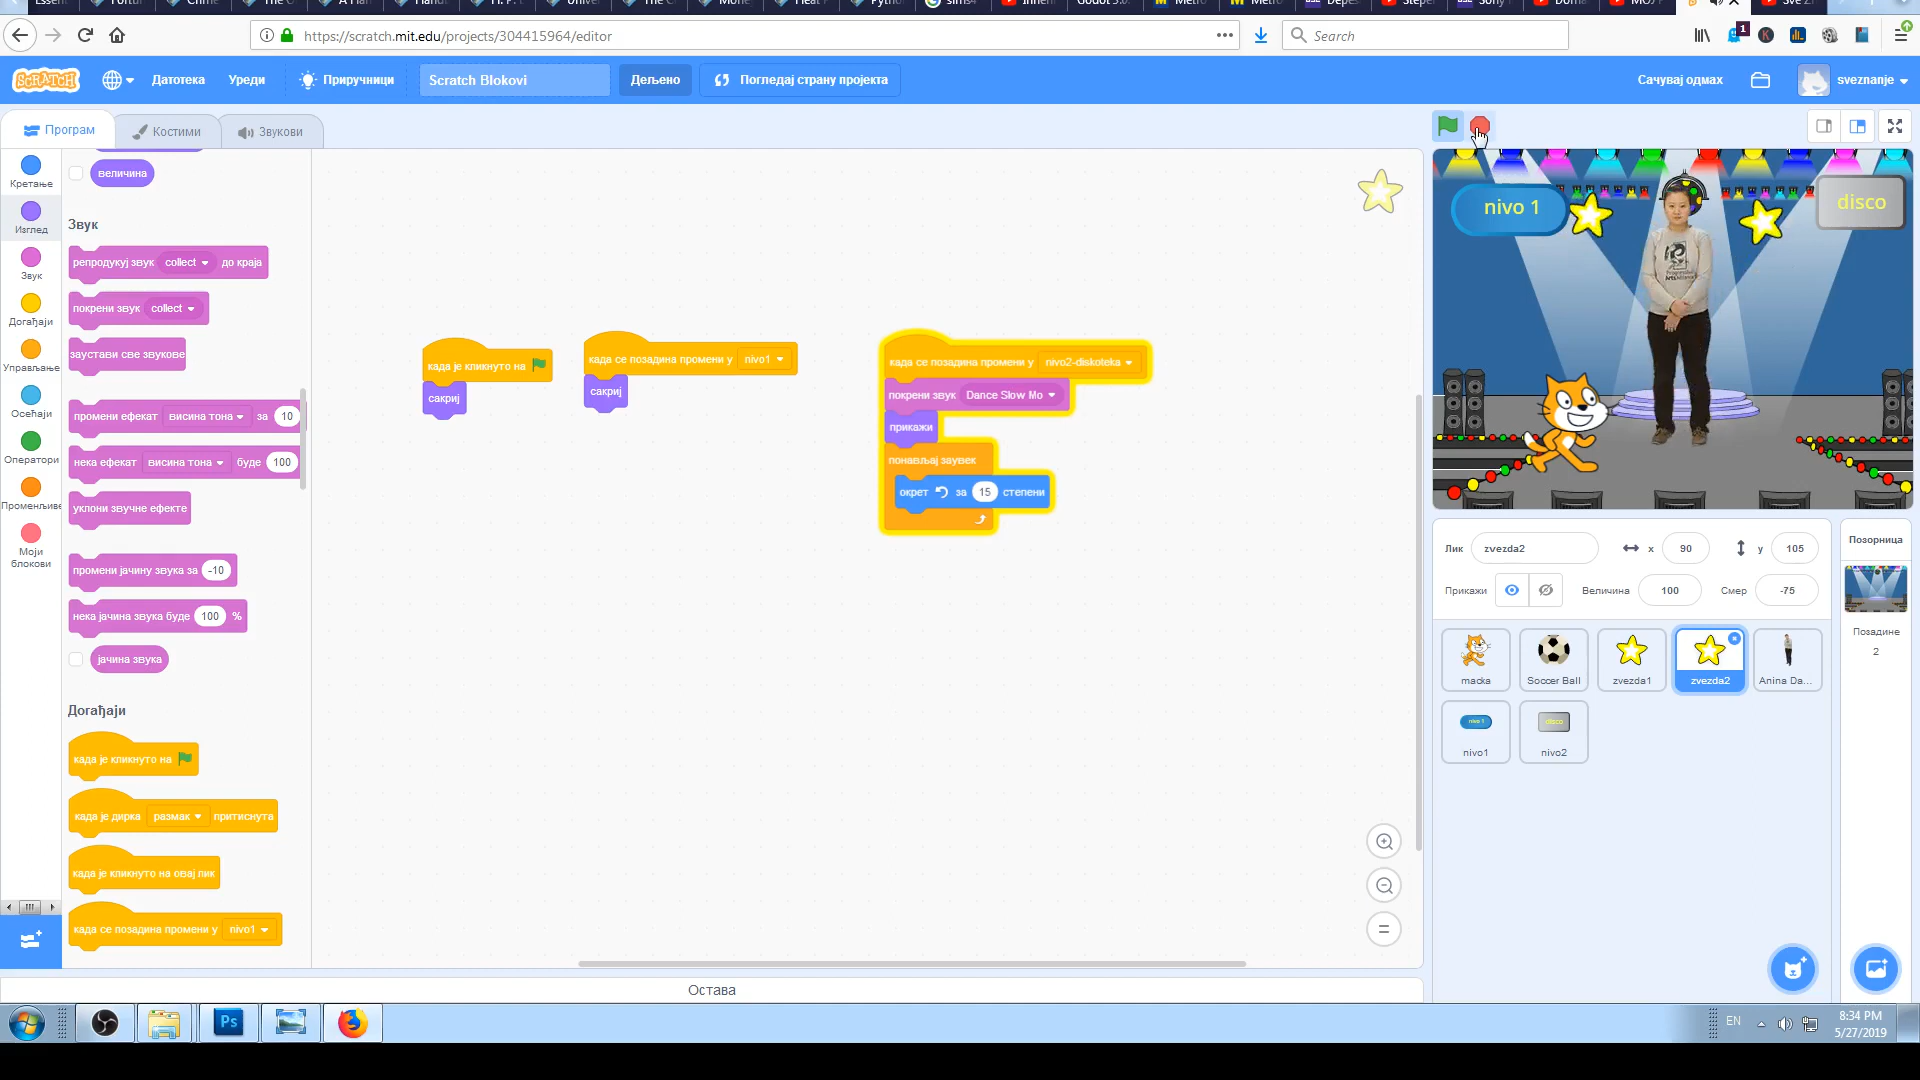 https://scratch.mit.edu/projects/304415964/editor
Search
1
SCRATCH
Датотека
Уреди
Приручници
Scratch Blokovi
Дељено
Погледај страну пројекта
Сачувај одмах
sveznanje
Програм
Костими
Звукови
Кретање
Изглед
Звук
Догађаји
Управљање
Осећаји
Оператори
Променљиве
Моји блокови
величина
Звук
репродукуј звук collect до краја
покрени звук collect
заустави све звукове
промени ефекат висина тона за 10
нека ефекат висина тона буде 100
уклони звучне ефекте
промени јачину звука за -10
нека јачина звука буде 100 %
јачина звука
Догађаји
када је кликнуто на
када је дирка размак притиснута
када је кликнуто на овај лик
када се позадина промени у nivo1
када је кликнуто на
сакриј
када се позадина промени у nivo1
сакриј
када се позадина промени у nivo2-diskoteka
покрени звук Dance Slow Mo
прикажи
понављај заувек
окрет за 15 степени
nivo 1
disco
Лик zvezda2 x 90 y 105
Прикажи Величина 100 Смер -75
macka
Soccer Ball
zvezda1
zvezda2
Anina Da...
nivo1
nivo2
Позорница
Позадине
2
Остава
Ps
EN
8:34 PM
5/27/2019